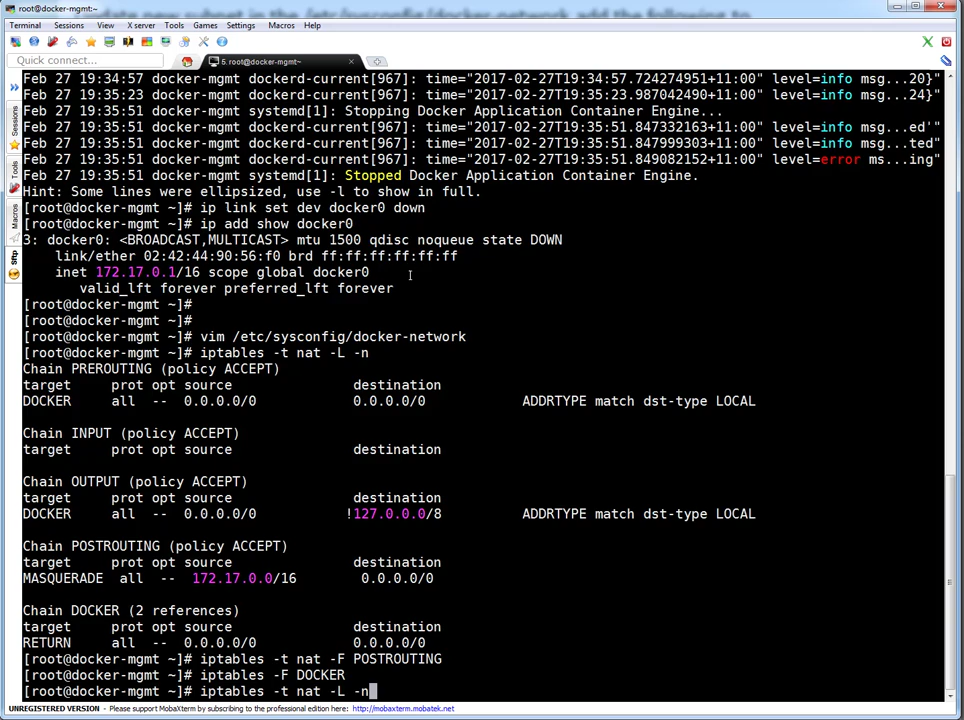 root@docker-mgmt:~
Terminal Sessions View X server Tools Games Settings Macros Help
Quick connect...
5. root@docker-mgmt~
Sessions
Tools
Macros
Sftp
Feb 27 19:34:57 docker-mgmt dockerd-current[967]: time="2017-02-27T19:34:57.724274951+11:00" level=info msg...20}"
Feb 27 19:35:23 docker-mgmt dockerd-current[967]: time="2017-02-27T19:35:23.987042490+11:00" level=info msg...24}"
Feb 27 19:35:51 docker-mgmt systemd[1]: Stopping Docker Application Container Engine...
Feb 27 19:35:51 docker-mgmt dockerd-current[967]: time="2017-02-27T19:35:51.847332163+11:00" level=info msg...ed'"
Feb 27 19:35:51 docker-mgmt dockerd-current[967]: time="2017-02-27T19:35:51.847999303+11:00" level=info msg...ted"
Feb 27 19:35:51 docker-mgmt dockerd-current[967]: time="2017-02-27T19:35:51.849082152+11:00" level=error ms...ing"
Feb 27 19:35:51 docker-mgmt systemd[1]: Stopped Docker Application Container Engine.
Hint: Some lines were ellipsized, use -l to show in full.
[root@docker-mgmt ~]# ip link set dev docker0 down
[root@docker-mgmt ~]# ip add show docker0
3: docker0: <BROADCAST,MULTICAST> mtu 1500 qdisc noqueue state DOWN
link/ether 02:42:44:90:56:f0 brd ff:ff:ff:ff:ff:ff
inet 172.17.0.1/16 scope global docker0
valid_lft forever preferred_lft forever
[root@docker-mgmt ~]#
[root@docker-mgmt ~]#
[root@docker-mgmt ~]# vim /etc/sysconfig/docker-network
[root@docker-mgmt ~]# iptables -t nat -L -n
Chain PREROUTING (policy ACCEPT)
target prot opt source destination
DOCKER all -- 0.0.0.0/0 0.0.0.0/0 ADDRTYPE match dst-type LOCAL
Chain INPUT (policy ACCEPT)
target prot opt source destination
Chain OUTPUT (policy ACCEPT)
target prot opt source destination
DOCKER all -- 0.0.0.0/0 !127.0.0.0/8 ADDRTYPE match dst-type LOCAL
Chain POSTROUTING (policy ACCEPT)
target prot opt source destination
MASQUERADE all -- 172.17.0.0/16 0.0.0.0/0
Chain DOCKER (2 references)
target prot opt source destination
RETURN all -- 0.0.0.0/0 0.0.0.0/0
[root@docker-mgmt ~]# iptables -t nat -F POSTROUTING
[root@docker-mgmt ~]# iptables -F DOCKER
[root@docker-mgmt ~]# iptables -t nat -L -n
UNREGISTERED VERSION - Please support MobaXterm by subscribing to the professional edition here: http://mobaxterm.mobatek.net